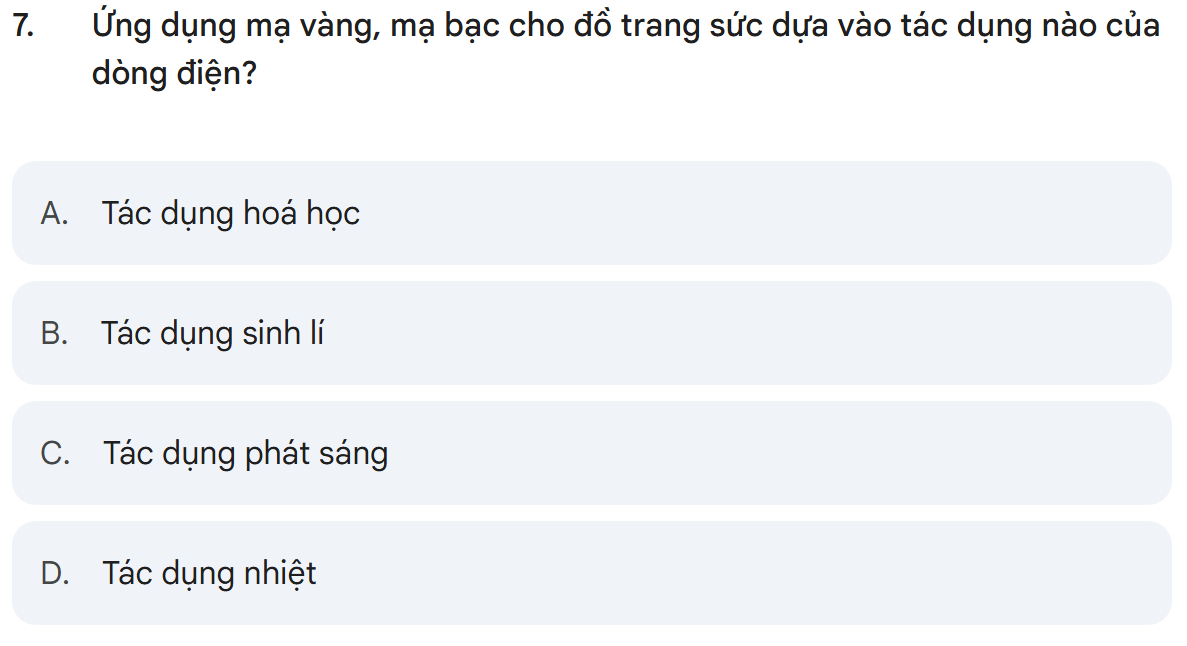 7. Ứng dụng mạ vàng, mạ bạc cho đồ trang sức dựa vào tác dụng nào của
dòng điện?
A. Tác dụng hoá học
B. Tác dụng sinh lí
C. Tác dụng phát sáng
D. Tác dụng nhiệt